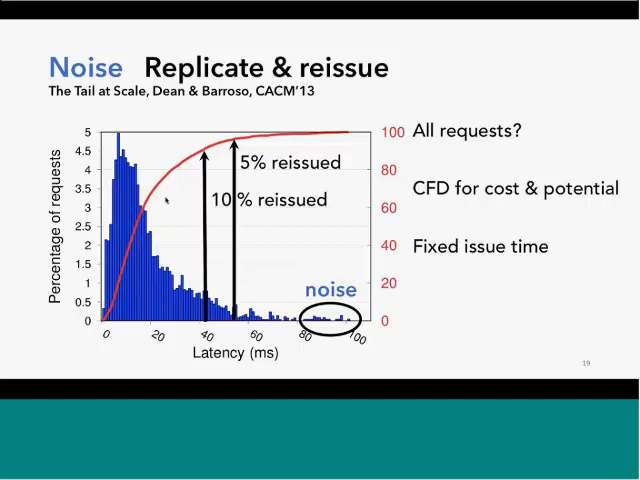 Noise Replicate & reissue
The Tail at Scale, Dean & Barroso, CACM'13
Percentage of requests
5
4.5
4
3.5
3
2.5
2
1.5
1
0.5
0
0
20
40
60
80
100
Latency (ms)
100
80
60
40
20
0
5% reissued
10 % reissued
noise
All requests?
CFD for cost & potential
Fixed issue time
19